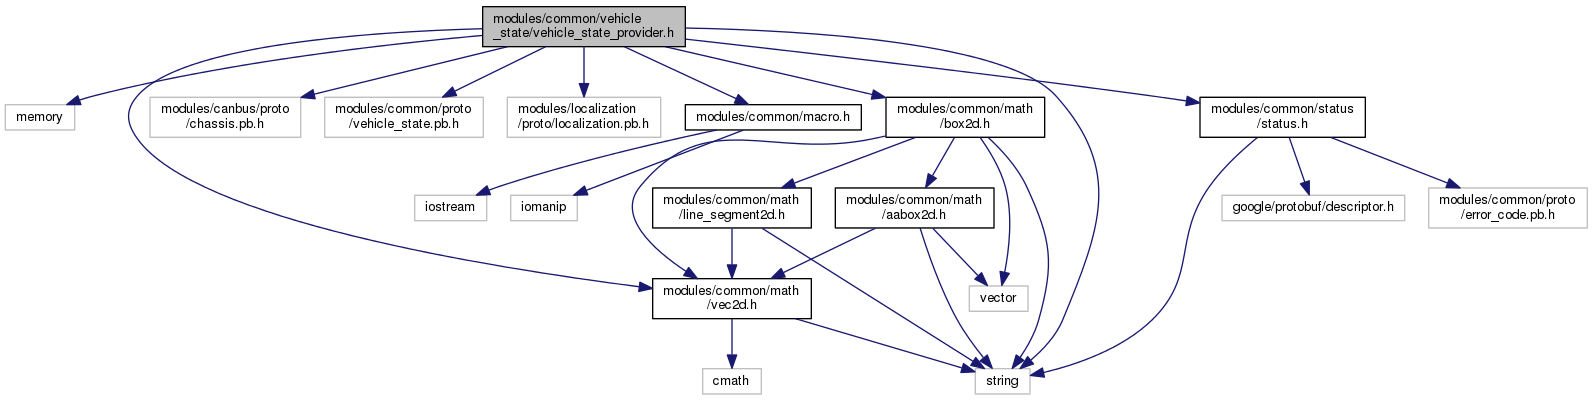 modules/common/vehicle
_state/vehicle_state_provider.h
memory
modules/canbus/proto
/chassis.pb.h
modules/common/proto
/vehicle_state.pb.h
modules/localization
/proto/localization.pb.h
modules/common/macro.h
modules/common/math
/box2d.h
modules/common/status
/status.h
iostream
iomanip
modules/common/math
/line_segment2d.h
modules/common/math
/aabox2d.h
google/protobuf/descriptor.h
modules/common/proto
/error_code.pb.h
modules/common/math
/vec2d.h
vector
cmath
string